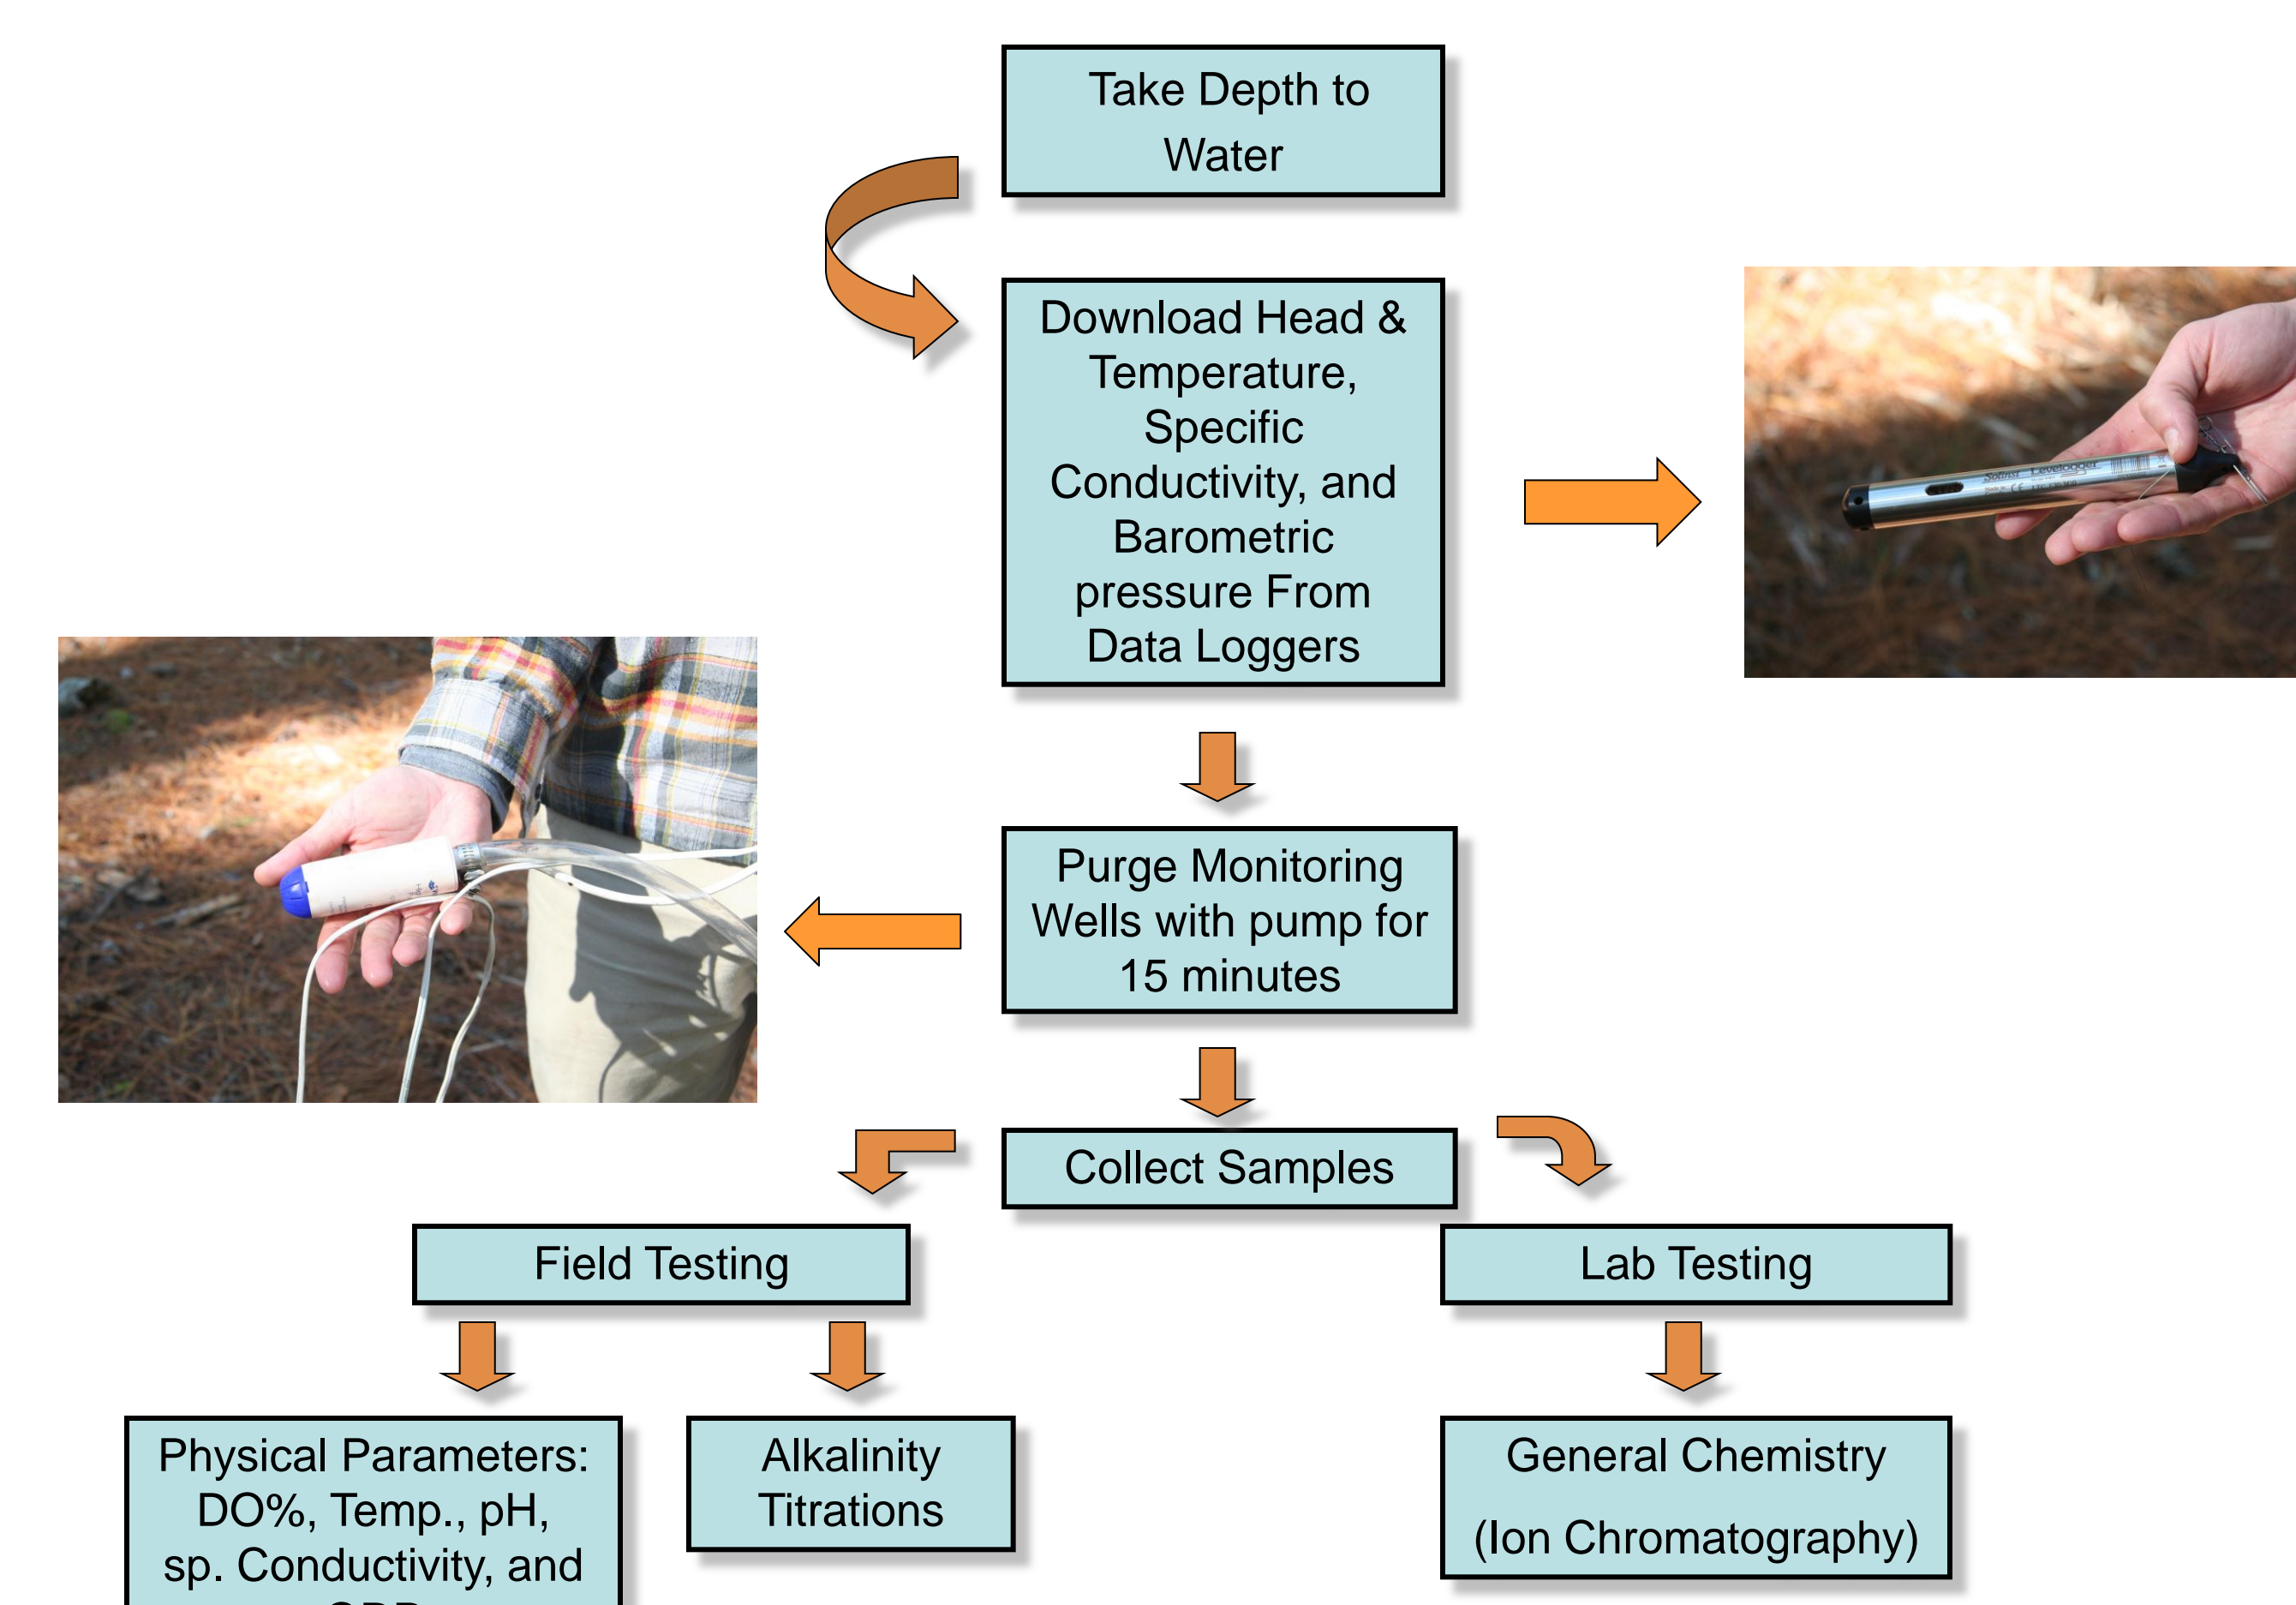 Take Depth to
Water
Download Head &
Temperature,
Specific
Conductivity, and
Barometric
pressure From
Data Loggers
Solinst Levelogger
Purge Monitoring
Wells with pump for
15 minutes
Collect Samples
Field Testing
Lab Testing
Physical Parameters:
DO%, Temp., pH,
sp. Conductivity, and
Alkalinity
Titrations
General Chemistry
(Ion Chromatography)